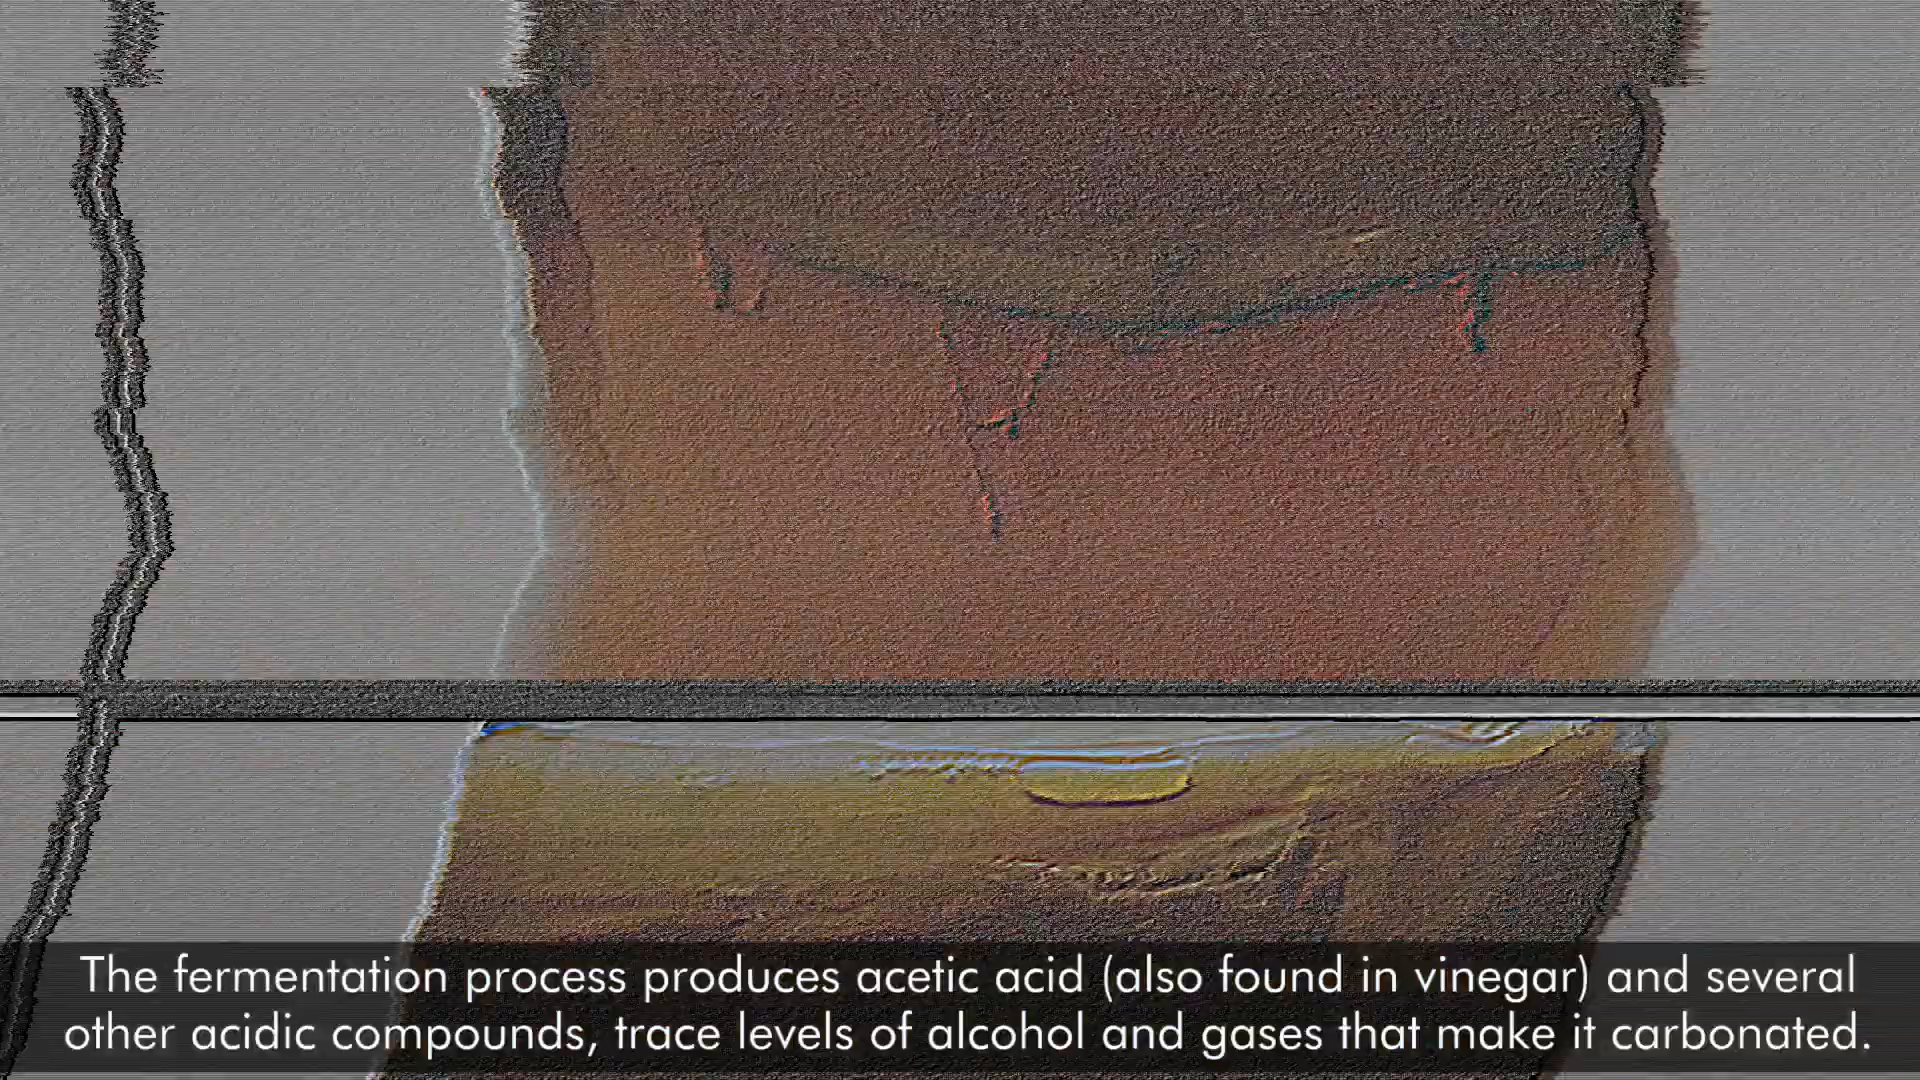 The fermentation process produces acetic acid (also found in vinegar) and several
other acidic compounds, trace levels of alcohol and gases that make it carbonated.